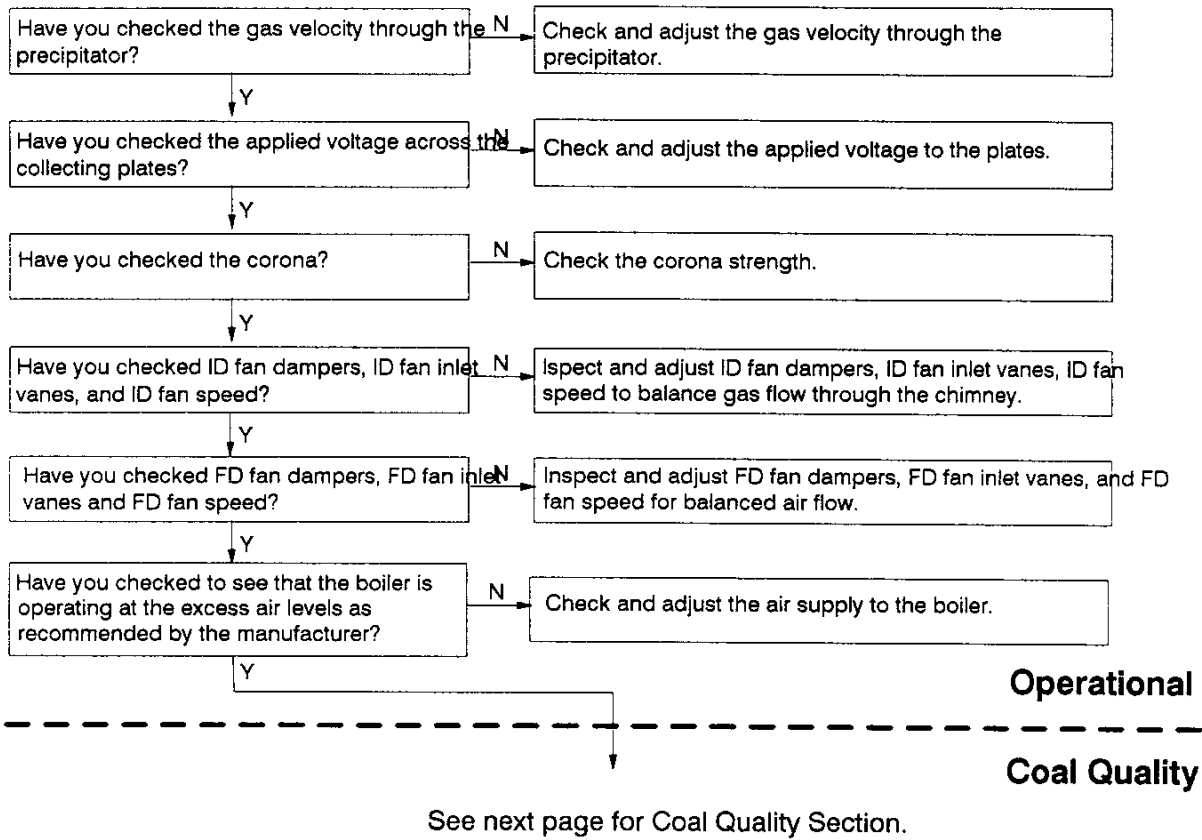 Have you checked the gas velocity through the
precipitator?
N
Check and adjust the gas velocity through the
precipitator.
Y
Have you checked the applied voltage across the
collecting plates?
N
Check and adjust the applied voltage to the plates.
Y
Have you checked the corona?
N
Check the corona strength.
Y
Have you checked ID fan dampers, ID fan inlet
vanes, and ID fan speed?
N
Ispect and adjust ID fan dampers, ID fan inlet vanes, ID fan
speed to balance gas flow through the chimney.
Y
Have you checked FD fan dampers, FD fan inlet
vanes and FD fan speed?
N
Inspect and adjust FD fan dampers, FD fan inlet vanes, and FD
fan speed for balanced air flow.
Y
Have you checked to see that the boiler is
operating at the excess air levels as
recommended by the manufacturer?
N
Check and adjust the air supply to the boiler.
Y
Operational
Coal Quality
See next page for Coal Quality Section.